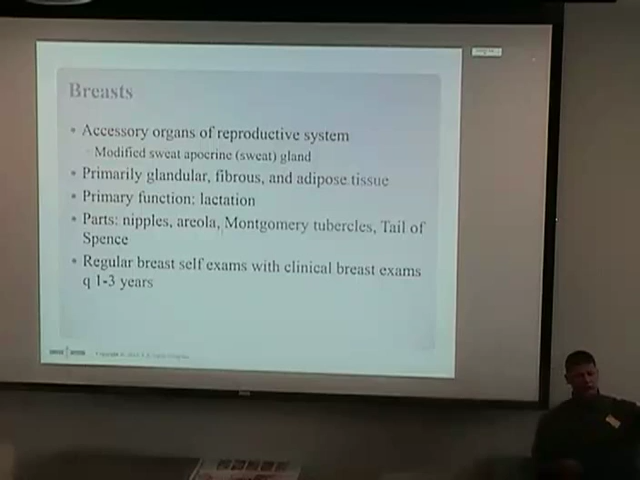 Breasts
• Accessory organs of reproductive system
Modified sweat apocrine (sweat) gland
• Primarily glandular, fibrous, and adipose tissue
• Primary function: lactation
• Parts: nipples, areola, Montgomery tubercles, Tail of
Spence
• Regular breast self exams with clinical breast exams
q 1-3 years